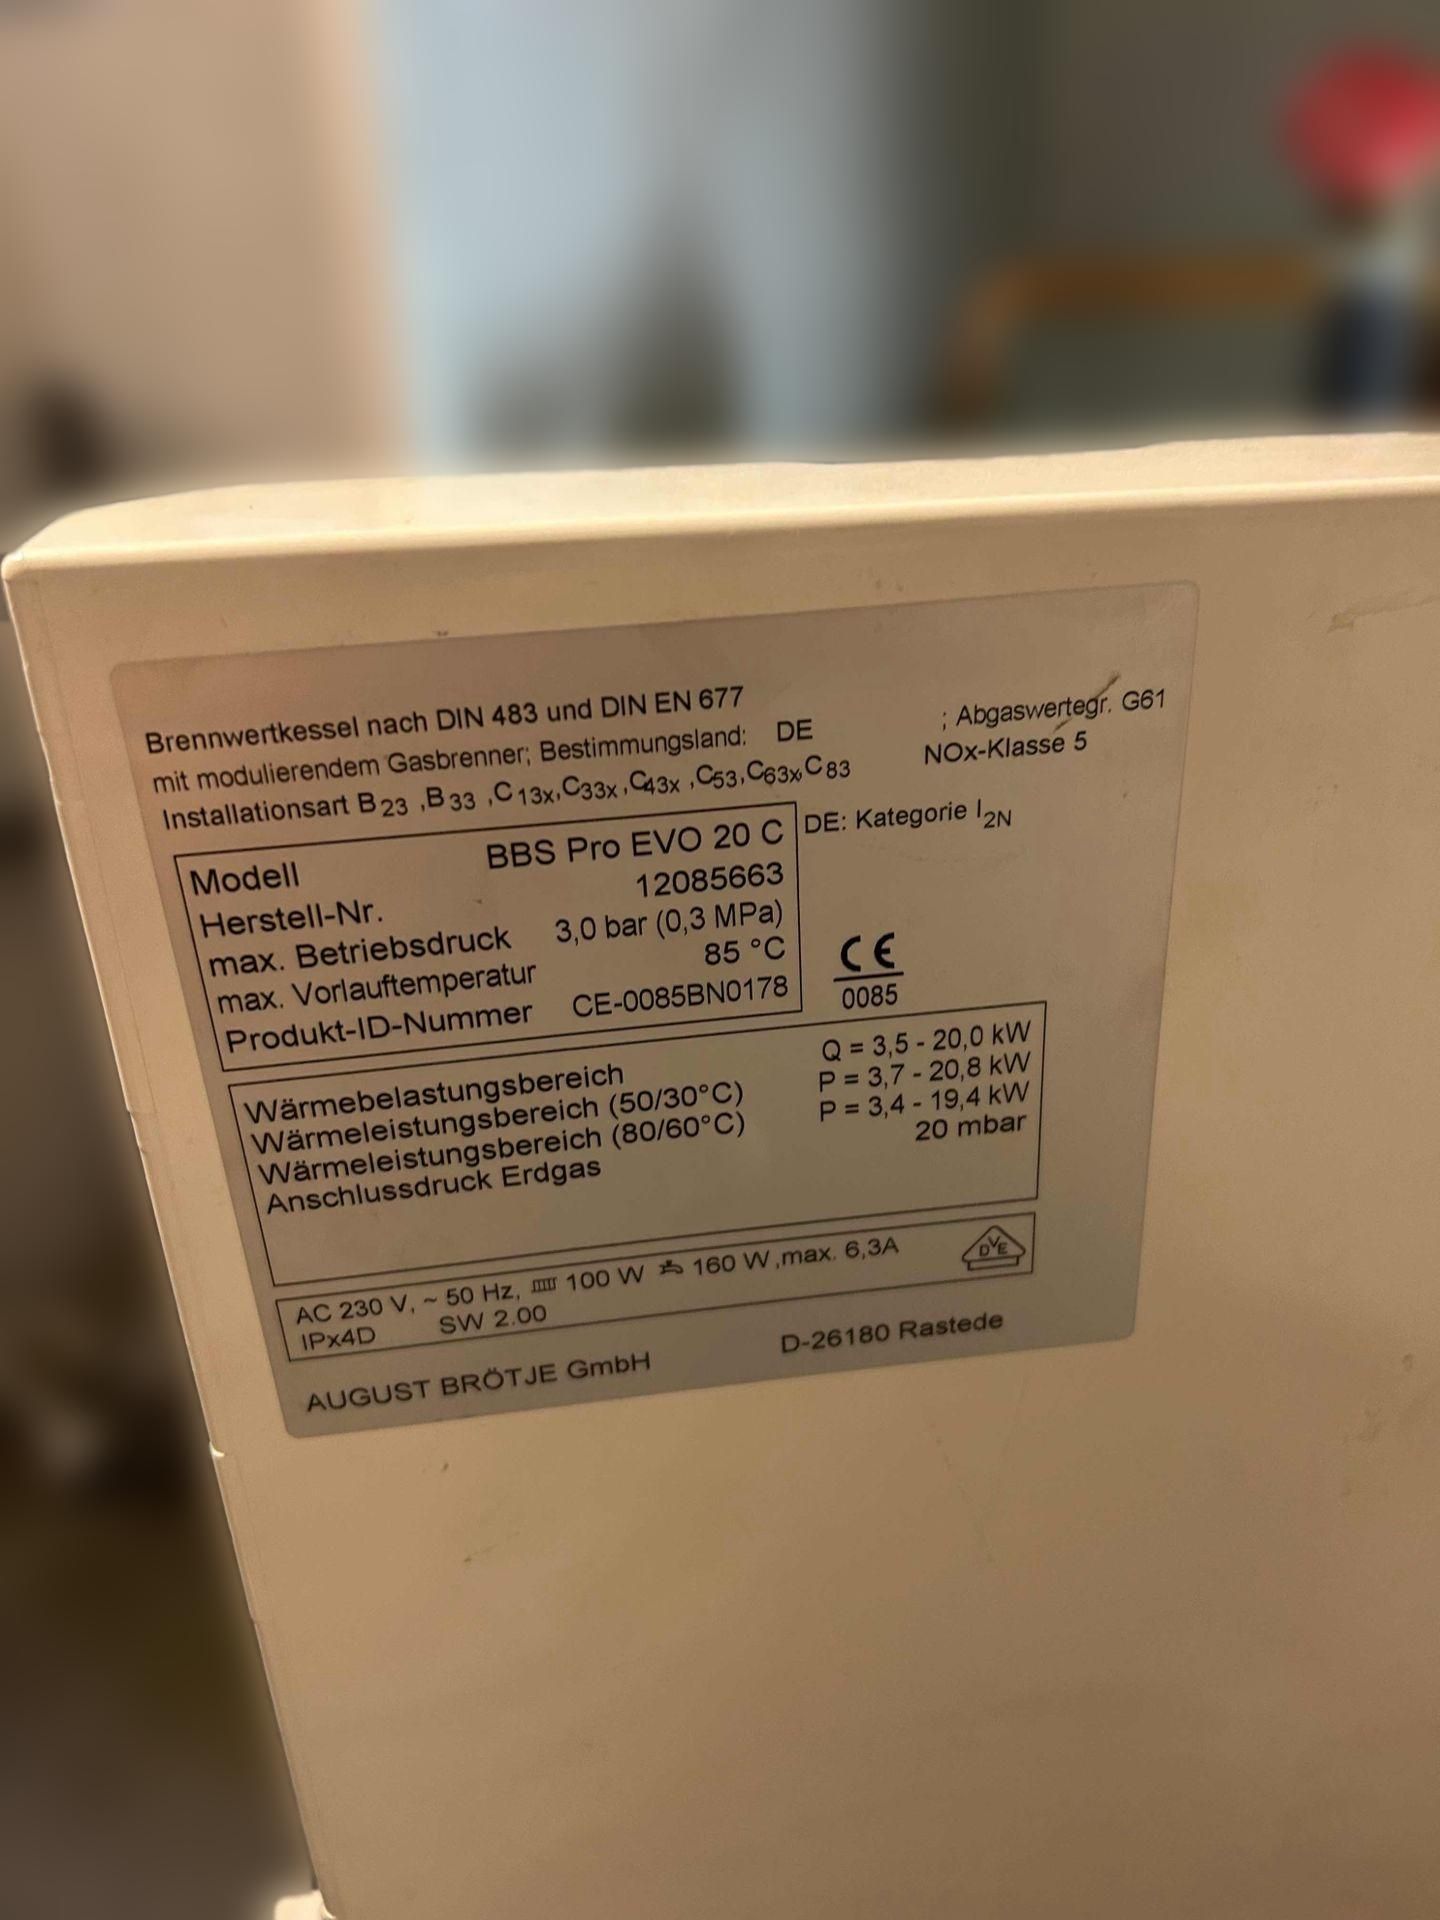 Brennwertkessel nach DIN 483 und DIN EN 677
mit modulierendem Gasbrenner; Bestimmungsland: DE ; Abgaswertegr. G61
Installationsart B23 ,B33 ,C13x,C33x,C43x ,C53,C63x,C83 NOx-Klasse 5
Modell BBS Pro EVO 20 C DE: Kategorie I2N
Herstell-Nr. 12085663
max. Betriebsdruck 3,0 bar (0,3 MPa)
max. Vorlauftemperatur 85 °C
Produkt-ID-Nummer CE-0085BN0178
CE
0085
Wärmebelastungsbereich Q = 3,5 - 20,0 kW
Wärmeleistungsbereich (50/30°C) P = 3,7 - 20,8 kW
Wärmeleistungsbereich (80/60°C) P = 3,4 - 19,4 kW
Anschlussdruck Erdgas 20 mbar
AC 230 V, ~ 50 Hz, 100 W 160 W ,max. 6,3A
IPx4D SW 2.00
DVE
AUGUST BRÖTJE GmbH D-26180 Rastede